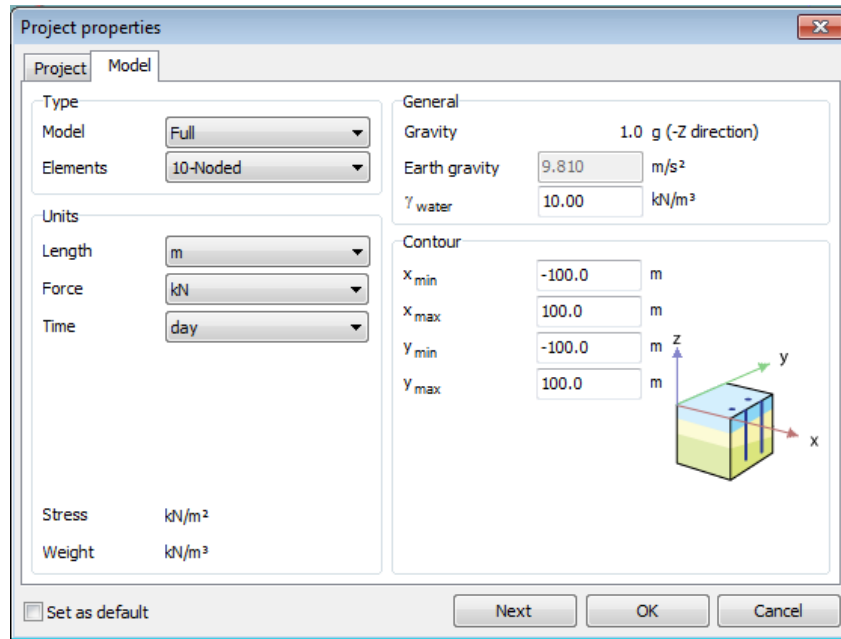 Project properties
Project
Model
Type
Model Full
Elements 10-Noded
Units
Length m
Force kN
Time day
Stress kN/m²
Weight kN/m³
General
Gravity 1.0 g (-Z direction)
Earth gravity 9.810 m/s²
γ water 10.00 kN/m³
Contour
x min -100.0 m
x max 100.0 m
y min -100.0 m
y max 100.0 m
z
y
x
Set as default
Next
OK
Cancel